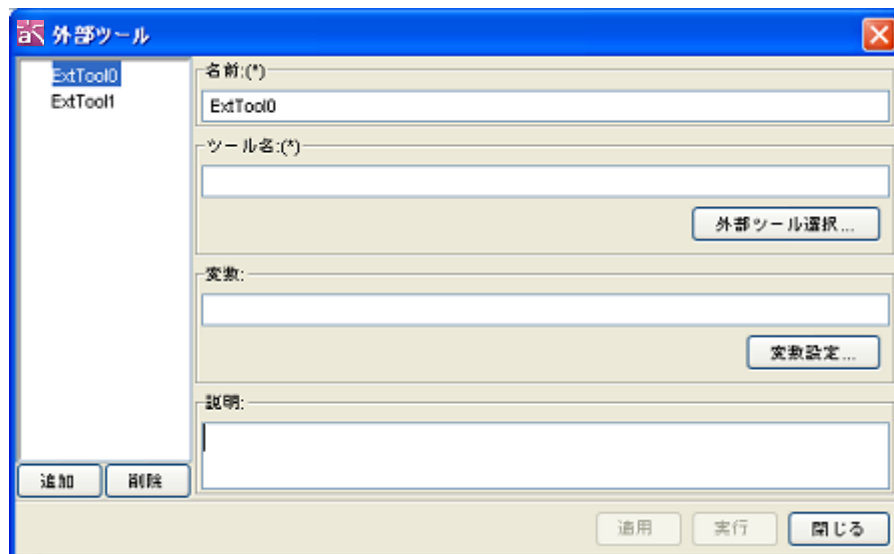 外部ツール
ExtTool0
ExtTool1
追加
削除
名前:(*)
ExtTool0
ツール名:(*)
外部ツール選択...
変数:
変数設定...
説明:
適用
実行
閉じる